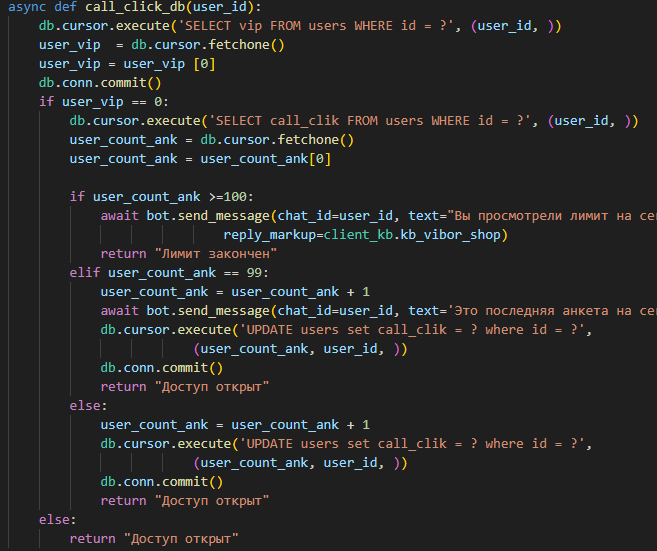 async def call_click_db(user_id):
    db.cursor.execute('SELECT vip FROM users WHERE id = ?', (user_id, ))
    user_vip  = db.cursor.fetchone()
    user_vip = user_vip [0]
    db.conn.commit()
    if user_vip == 0:
        db.cursor.execute('SELECT call_clik FROM users WHERE id = ?', (user_id, ))
        user_count_ank = db.cursor.fetchone()
        user_count_ank = user_count_ank[0]

        if user_count_ank >=100:
            await bot.send_message(chat_id=user_id, text="Вы просмотрели лимит на се
                            reply_markup=client_kb.kb_vibor_shop)
            return "Лимит закончен"
        elif user_count_ank == 99:
            user_count_ank = user_count_ank + 1
            await bot.send_message(chat_id=user_id, text='Это последняя анкета на се
            db.cursor.execute('UPDATE users set call_clik = ? where id = ?',
                        (user_count_ank, user_id, ))
            db.conn.commit()
            return "Доступ открыт"
        else:
            user_count_ank = user_count_ank + 1
            db.cursor.execute('UPDATE users set call_clik = ? where id = ?',
                        (user_count_ank, user_id, ))
            db.conn.commit()
            return "Доступ открыт"
    else:
        return "Доступ открыт"